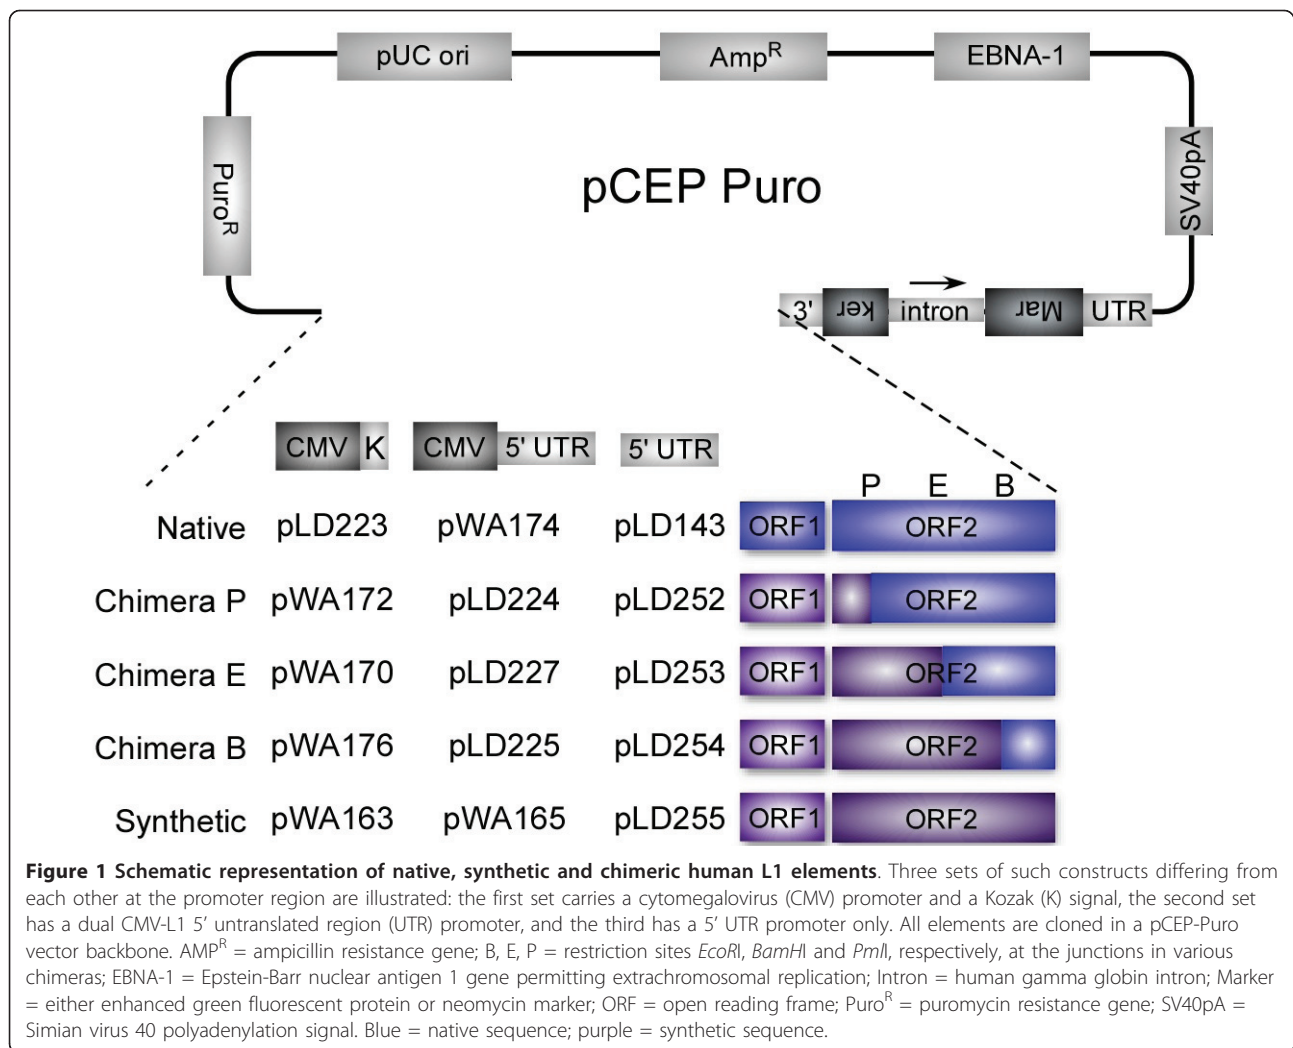 pUC ori
Amp^R
EBNA-1
Puro^R
pCEP Puro
SV40pA
3' ker intron Mar UTR
CMV K CMV 5' UTR 5' UTR
P E B
Native pLD223 pWA174 pLD143 ORF1 ORF2
Chimera P pWA172 pLD224 pLD252 ORF1 ORF2
Chimera E pWA170 pLD227 pLD253 ORF1 ORF2
Chimera B pWA176 pLD225 pLD254 ORF1 ORF2
Synthetic pWA163 pWA165 pLD255 ORF1 ORF2
Figure 1 Schematic representation of native, synthetic and chimeric human L1 elements. Three sets of such constructs differing from
each other at the promoter region are illustrated: the first set carries a cytomegalovirus (CMV) promoter and a Kozak (K) signal, the second set
has a dual CMV-L1 5' untranslated region (UTR) promoter, and the third has a 5' UTR promoter only. All elements are cloned in a pCEP-Puro
vector backbone. AMP^R = ampicillin resistance gene; B, E, P = restriction sites EcoRI, BamHI and PmlI, respectively, at the junctions in various
chimeras; EBNA-1 = Epstein-Barr nuclear antigen 1 gene permitting extrachromosomal replication; Intron = human gamma globin intron; Marker
= either enhanced green fluorescent protein or neomycin marker; ORF = open reading frame; Puro^R = puromycin resistance gene; SV40pA =
Simian virus 40 polyadenylation signal. Blue = native sequence; purple = synthetic sequence.